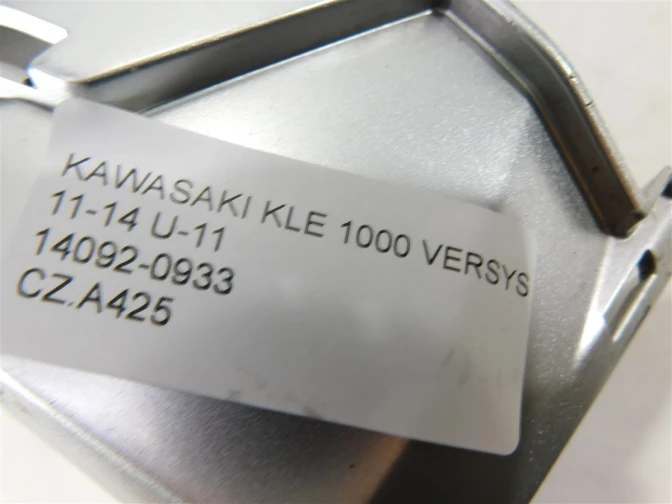 KAWASAKI KLE 1000 VERSYS
11-14 U-11
14092-0933
CZ.A425